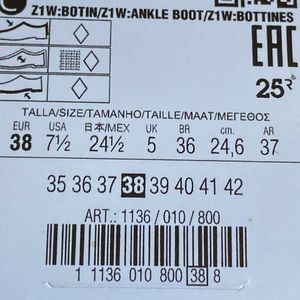 Z1W:BOTIN/Z1W:ANKLE BOOT/Z1W:BOTTINES
EAC
25
TALLA/SIZE/TAMANHO/TAILLE/MAAT/ΜΕΓΕΘΟΣ
EUR USA 日本/MEX UK BR cm. AR
38 7½ 24½ 5 36 24,6 37
35 36 37 38 39 40 41 42
ART.: 1136 / 010 / 800
1 1136 010 800 38 8